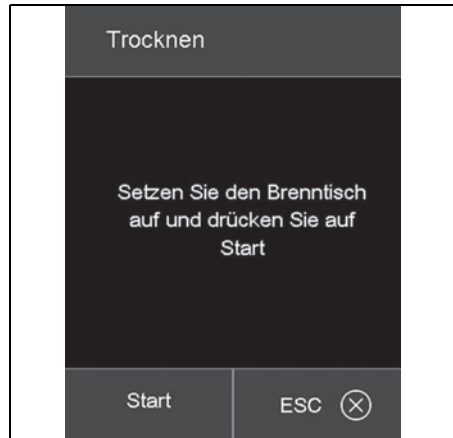 Trocknen
Setzen Sie den Brenntisch
auf und drücken Sie auf
Start
Start
ESC